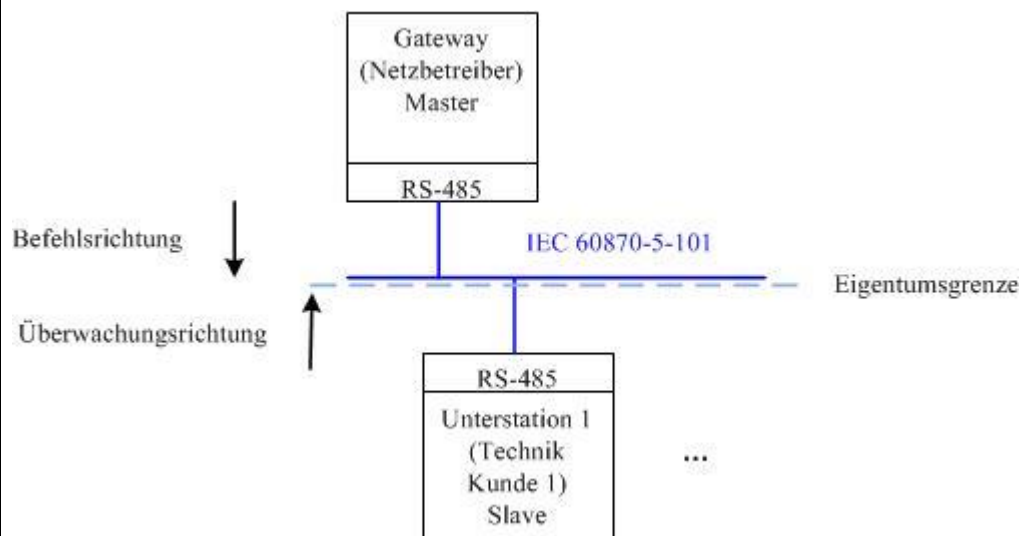 Gateway
(Netzbetreiber)
Master
RS-485
Befehlsrichtung
IEC 60870-5-101
Eigentumsgrenze
Überwachungsrichtung
RS-485
Unterstation 1
(Technik
Kunde 1)
Slave
...